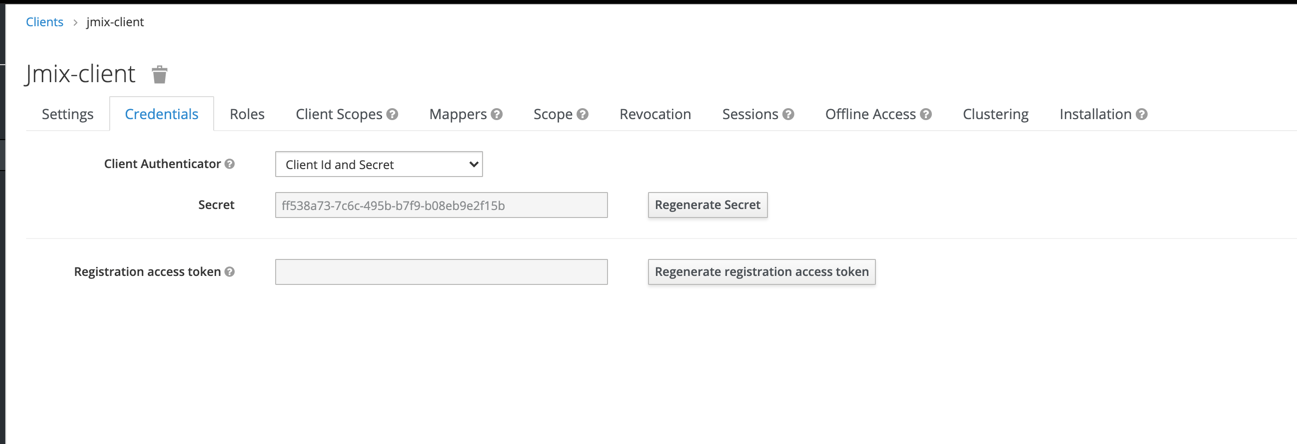 Clients > jmix-client
Jmix-client
Settings Credentials Roles Client Scopes Mappers Scope Revocation Sessions Offline Access Clustering Installation
Client Authenticator Client Id and Secret
Secret ff538a73-7c6c-495b-b7f9-b08eb9e2f15b Regenerate Secret
Registration access token Regenerate registration access token